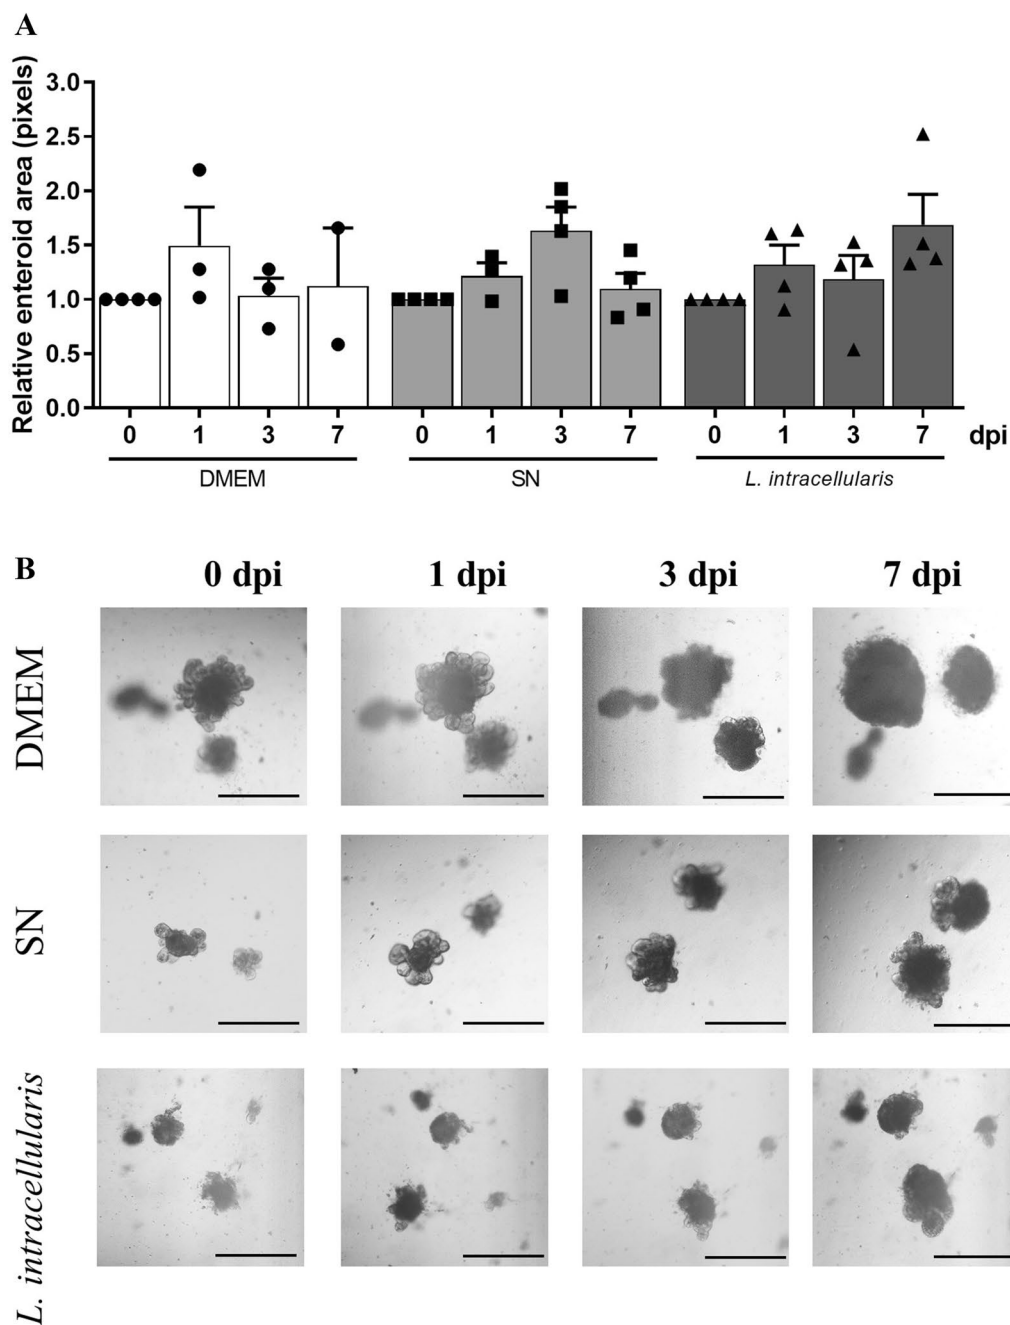 A
Relative enteroid area (pixels)
3.0
2.5
2.0
1.5
1.0
0.5
0.0
0 1 3 7 0 1 3 7 0 1 3 7 dpi
DMEM SN L. intracellularis
B
0 dpi 1 dpi 3 dpi 7 dpi
DMEM
SN
L. intracellularis